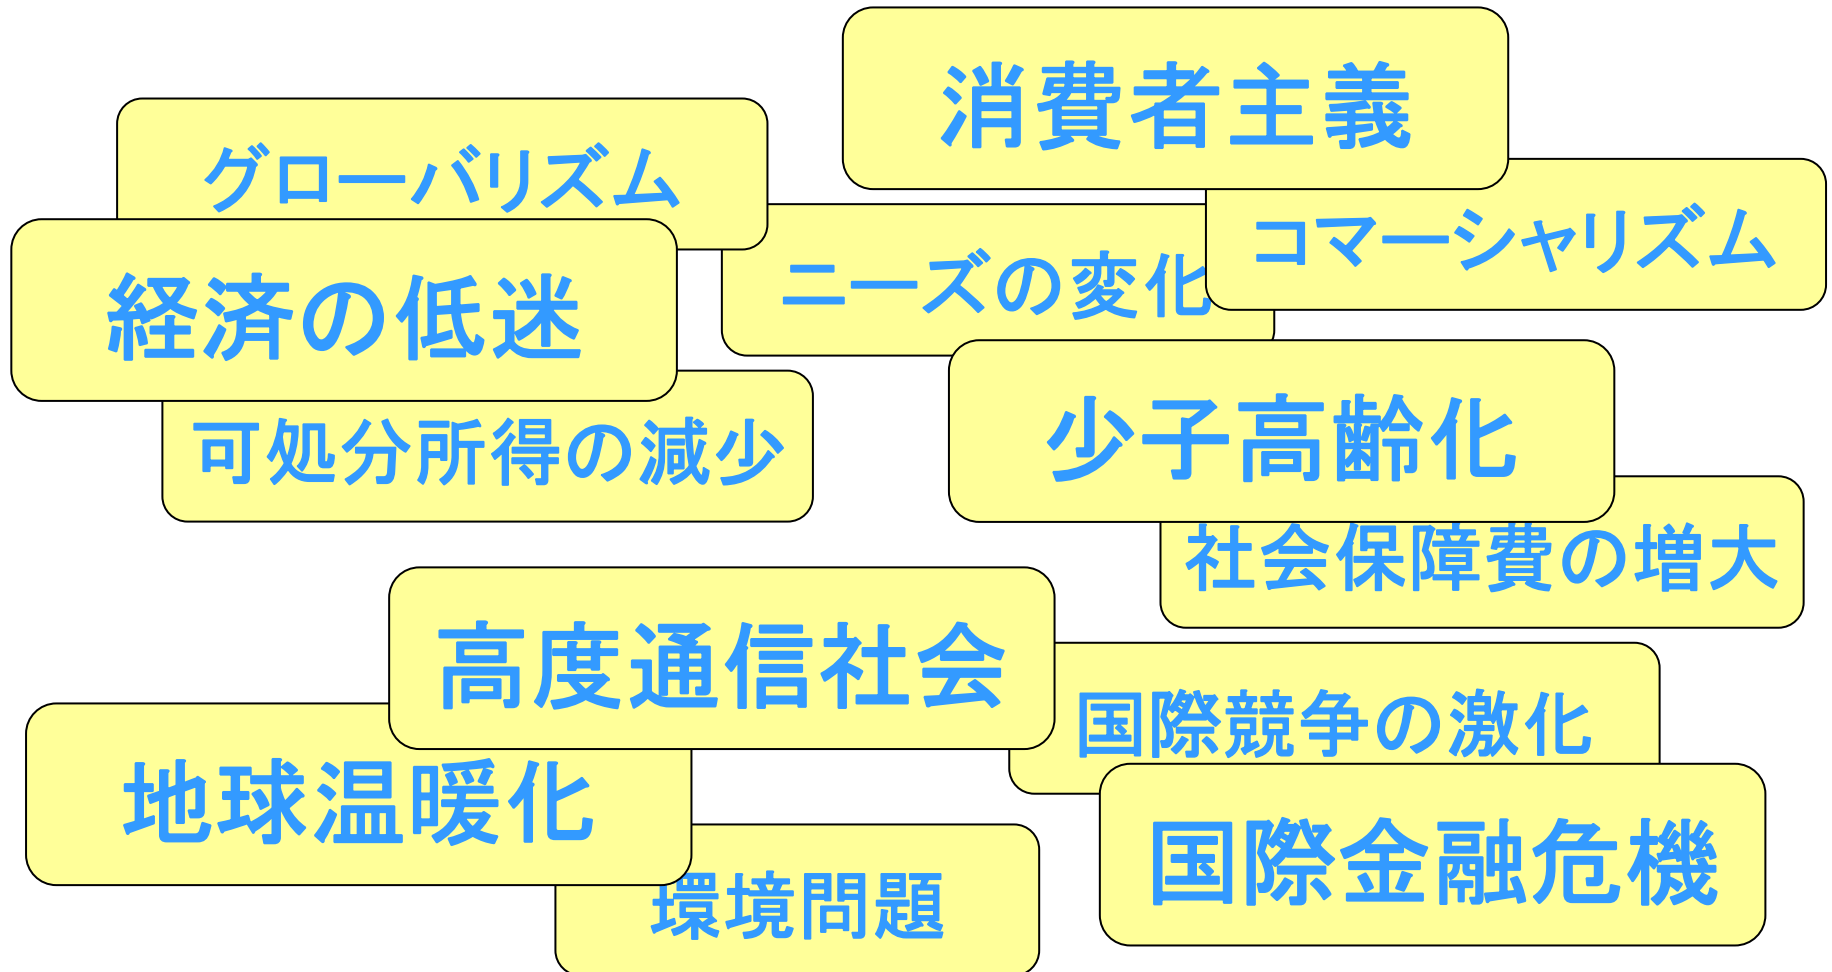 消費者主義
グローバリズム
コマーシャリズム
ニーズの変化
経済の低迷
可処分所得の減少
少子高齢化
社会保障費の増大
高度通信社会
国際競争の激化
地球温暖化
国際金融危機
環境問題